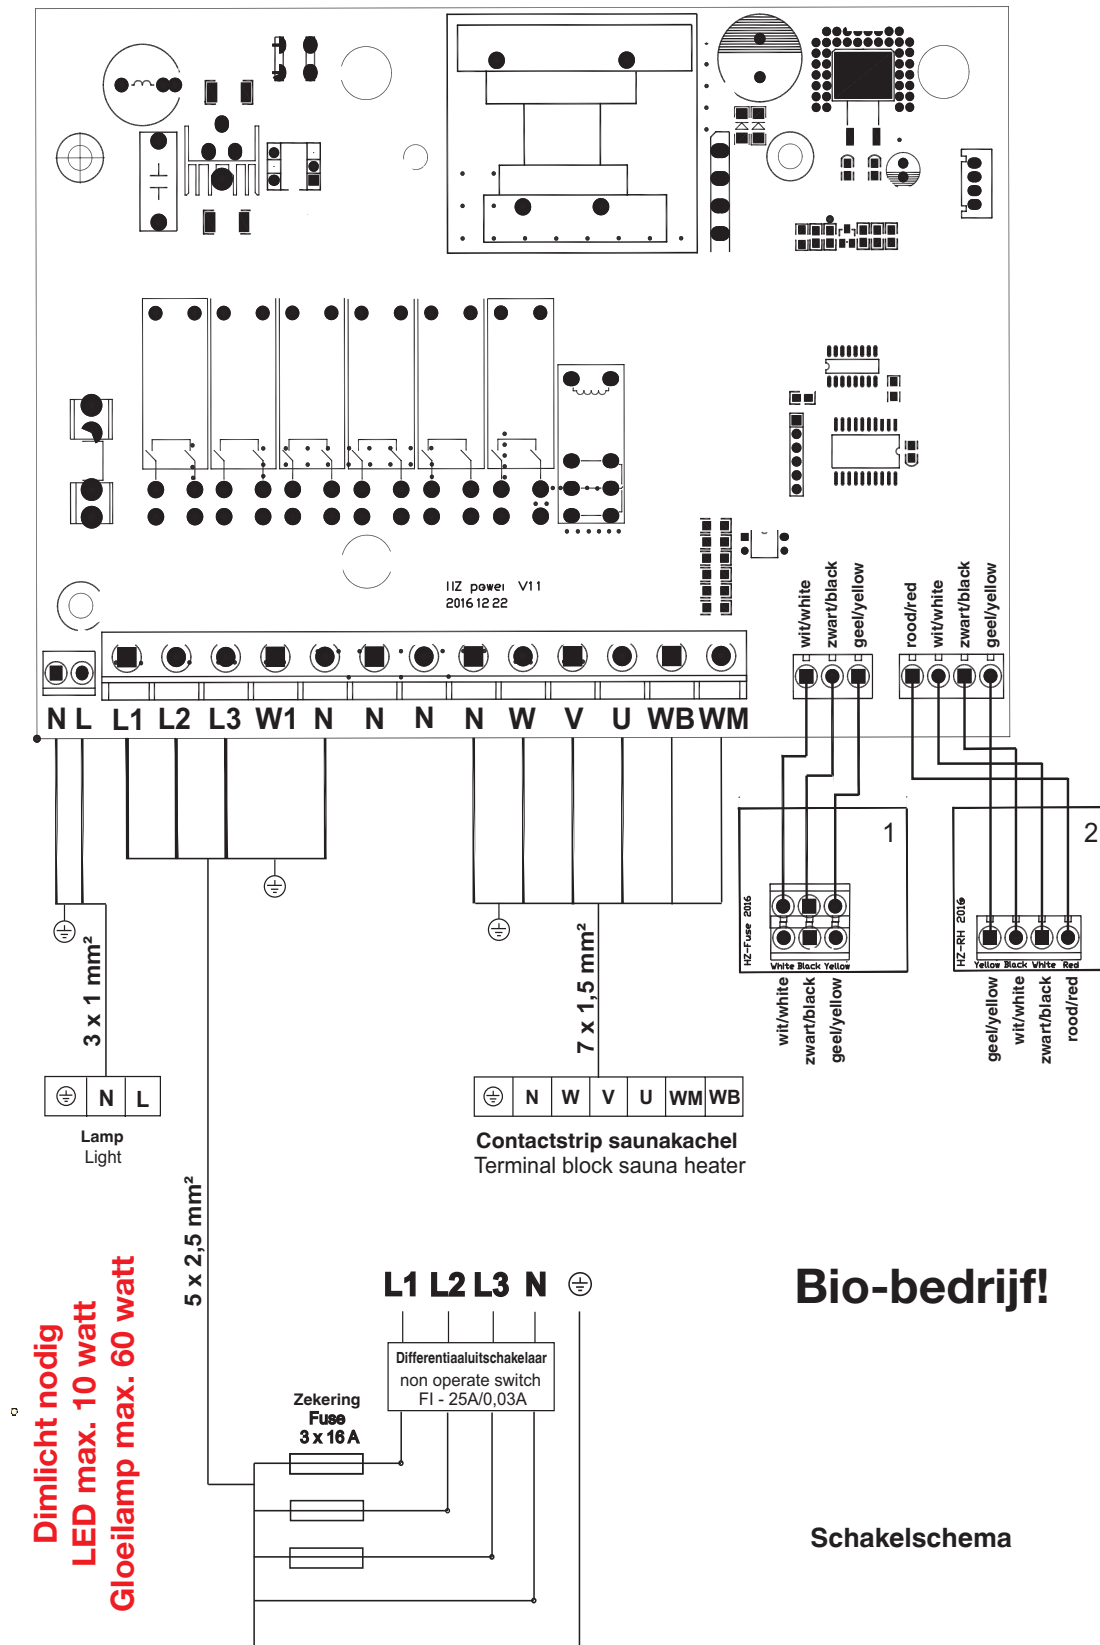 IIZ power V11
2016 12 22
wit/white
zwart/black
geel/yellow
rood/red
wit/white
zwart/black
geel/yellow
N L L1 L2 L3 W1 N N N N W V U WB WM
1
HZ-Fuse 2016
White Black Yellow
wit/white
zwart/black
geel/yellow
2
HZ-RH 2016
Yellow Black White Red
geel/yellow
wit/white
zwart/black
rood/red
3 x 1 mm²
7 x 1,5 mm²
N L
Lamp
Light
N W V U WM WB
Contactstrip saunakachel
Terminal block sauna heater
5 x 2,5 mm²
Dimlicht nodig
LED max. 10 watt
Gloeilamp max. 60 watt
L1 L2 L3 N
Differentiaaluitschakelaar
non operate switch
FI - 25A/0,03A
Zekering
Fuse
3 x 16 A
Bio-bedrijf!
Schakelschema